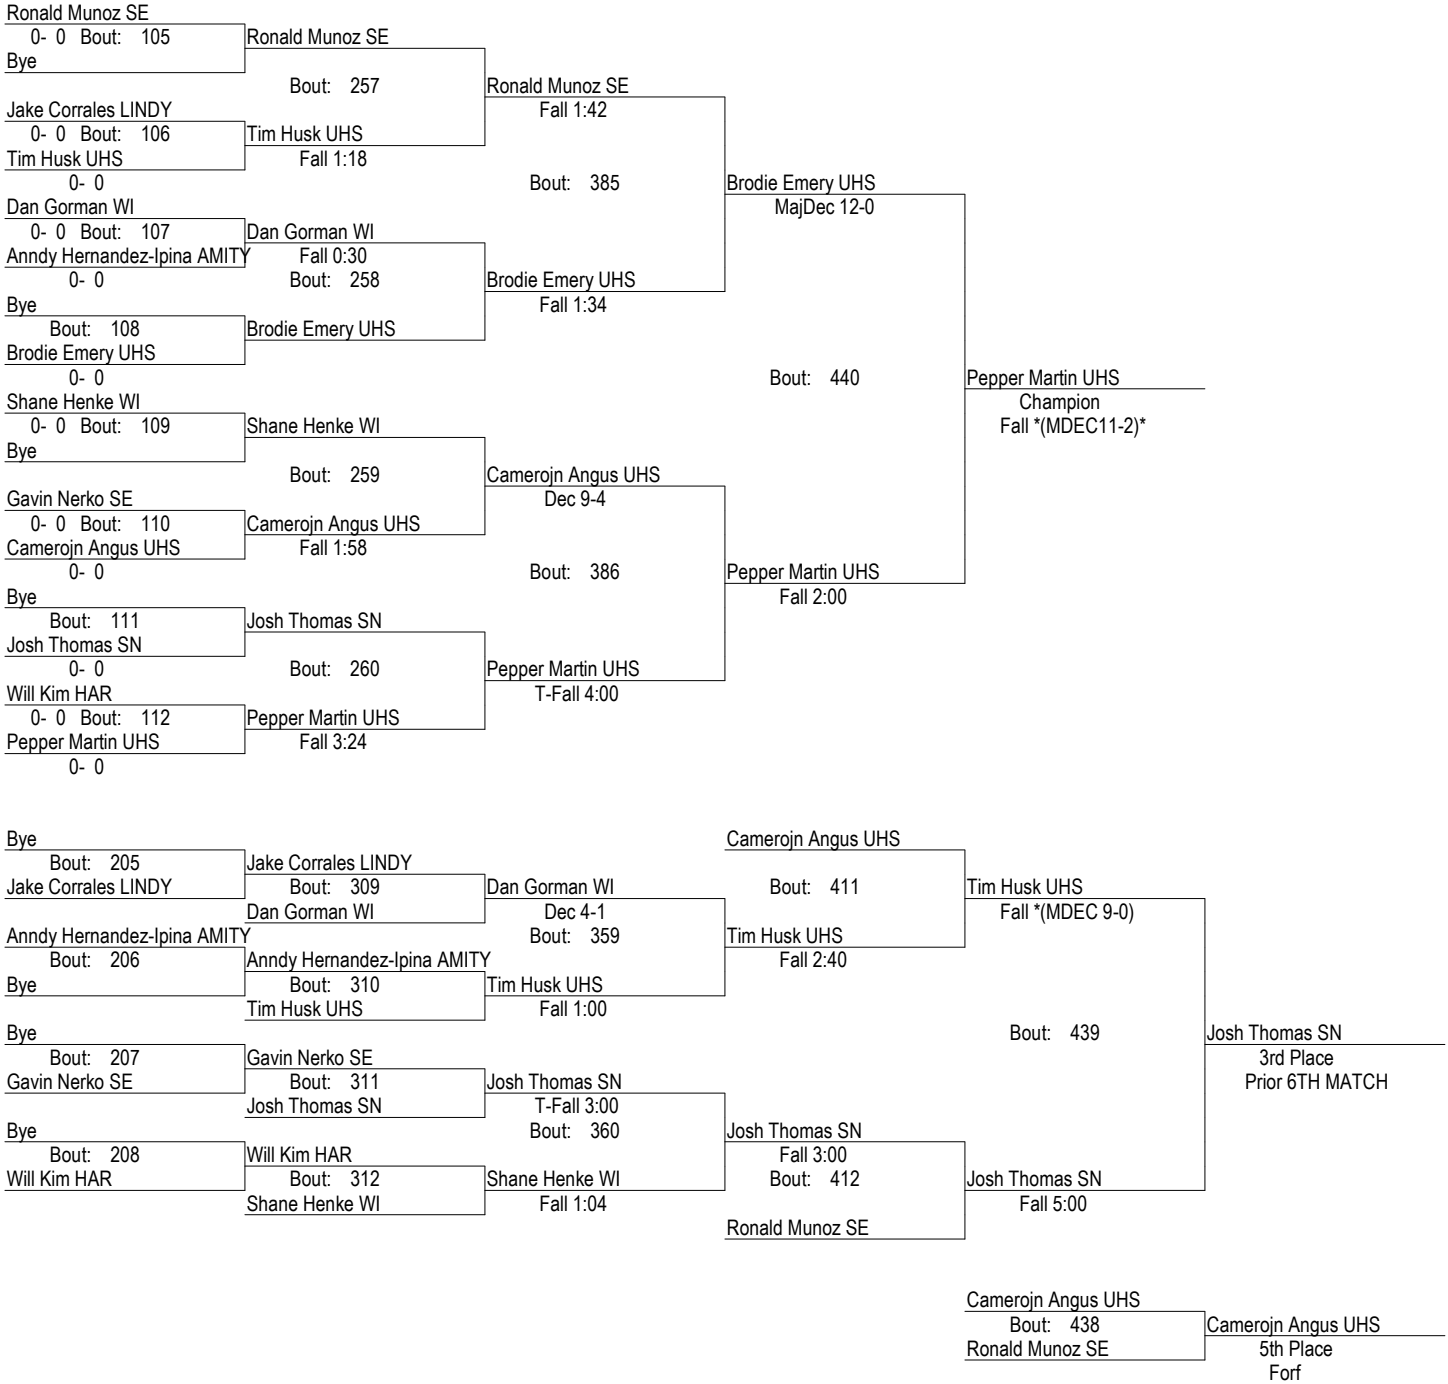 Ronald Munoz SE
0- 0 Bout: 105 Ronald Munoz SE
Bye
Bout: 257 Ronald Munoz SE
Jake Corrales LINDY Fall 1:42
0- 0 Bout: 106 Tim Husk UHS
Tim Husk UHS Fall 1:18
0- 0 Bout: 385 Brodie Emery UHS
Dan Gorman WI MajDec 12-0
0- 0 Bout: 107 Dan Gorman WI
Anndy Hernandez-Ipina AMITY Fall 0:30
0- 0 Bout: 258 Brodie Emery UHS
Bye Fall 1:34
Bout: 108 Brodie Emery UHS
Brodie Emery UHS
0- 0 Bout: 440 Pepper Martin UHS
Shane Henke WI Champion
0- 0 Bout: 109 Shane Henke WI Fall *(MDEC11-2)*
Bye
Bout: 259 Camerojn Angus UHS
Gavin Nerko SE Dec 9-4
0- 0 Bout: 110 Camerojn Angus UHS
Camerojn Angus UHS Fall 1:58
0- 0 Bout: 386 Pepper Martin UHS
Bye Fall 2:00
Bout: 111 Josh Thomas SN
Josh Thomas SN
0- 0 Bout: 260 Pepper Martin UHS
Will Kim HAR T-Fall 4:00
0- 0 Bout: 112 Pepper Martin UHS
Pepper Martin UHS Fall 3:24
0- 0
Bye Camerojn Angus UHS
Bout: 205 Jake Corrales LINDY
Jake Corrales LINDY Bout: 309 Dan Gorman WI Bout: 411 Tim Husk UHS
Dan Gorman WI Dec 4-1 Fall *(MDEC 9-0)
Anndy Hernandez-Ipina AMITY Bout: 359 Tim Husk UHS
Bout: 206 Anndy Hernandez-Ipina AMITY Fall 2:40
Bye Bout: 310 Tim Husk UHS
Tim Husk UHS Fall 1:00
Bye Bout: 439 Josh Thomas SN
Bout: 207 Gavin Nerko SE 3rd Place
Gavin Nerko SE Bout: 311 Josh Thomas SN Prior 6TH MATCH
Josh Thomas SN T-Fall 3:00
Bye Bout: 360 Josh Thomas SN
Bout: 208 Will Kim HAR Fall 3:00
Will Kim HAR Bout: 312 Shane Henke WI Bout: 412 Josh Thomas SN
Shane Henke WI Fall 1:04 Fall 5:00
Ronald Munoz SE
Camerojn Angus UHS
Bout: 438 Camerojn Angus UHS
Ronald Munoz SE 5th Place
Forf